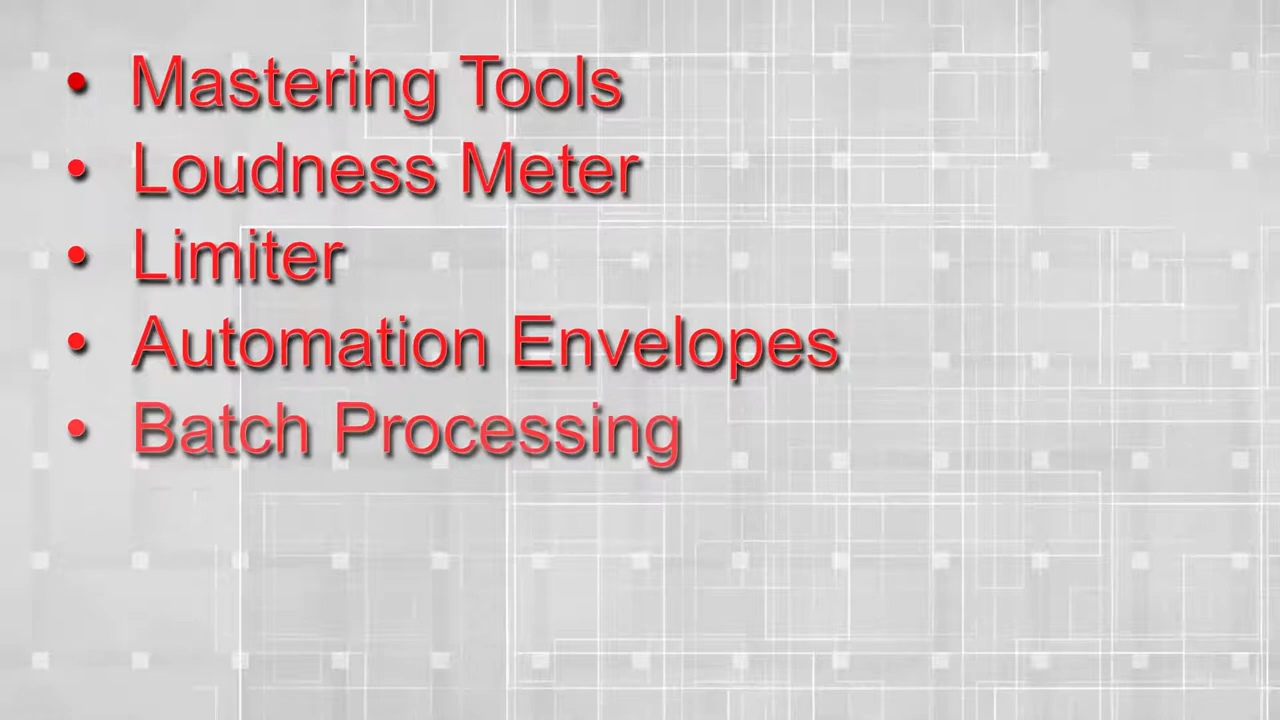 • Mastering Tools
• Loudness Meter
• Limiter
• Automation Envelopes
• Batch Processing